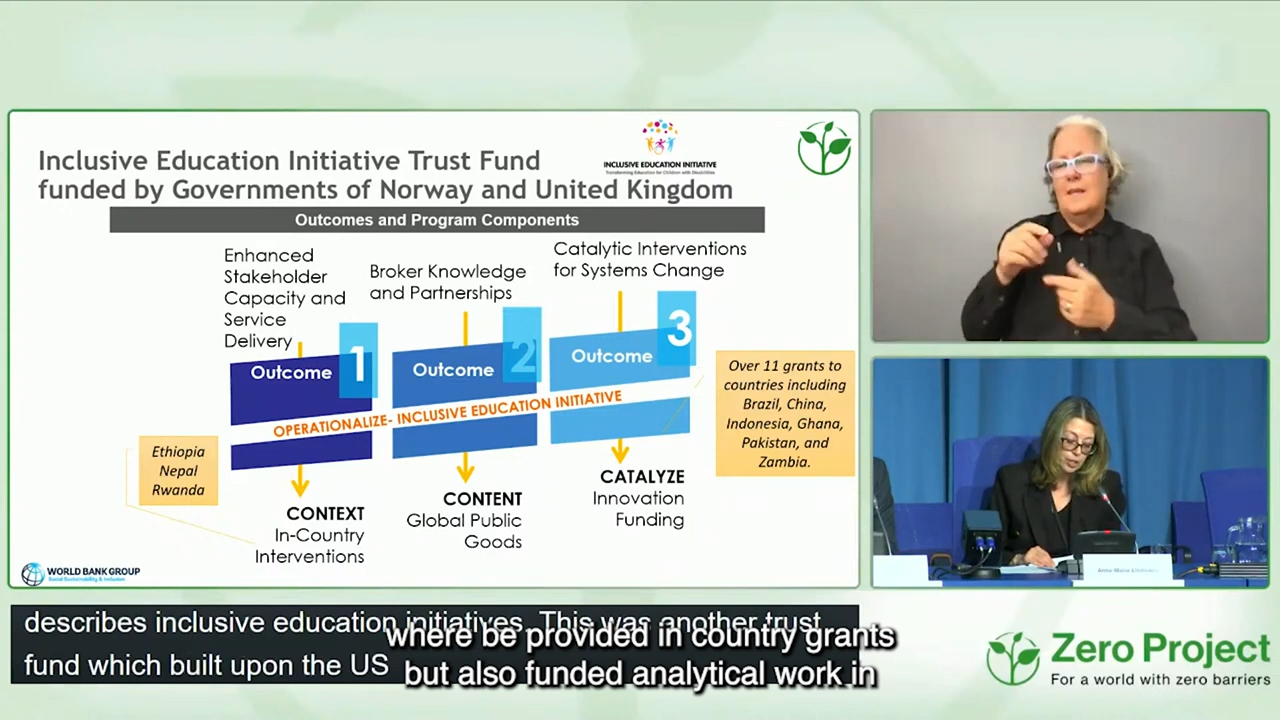 Inclusive Education Initiative Trust Fund
funded by Governments of Norway and United Kingdom
INCLUSIVE EDUCATION INITIATIVE
Transforming Education for Children with Disabilities
Outcomes and Program Components
Enhanced
Stakeholder
Capacity and
Service
Delivery
Broker Knowledge
and Partnerships
Catalytic Interventions
for Systems Change
Outcome 1
Outcome 2
Outcome 3
OPERATIONALIZE- INCLUSIVE EDUCATION INITIATIVE
Ethiopia
Nepal
Rwanda
Over 11 grants to
countries including
Brazil, China,
Indonesia, Ghana,
Pakistan, and
Zambia.
CONTEXT
In-Country
Interventions
CONTENT
Global Public
Goods
CATALYZE
Innovation
Funding
WORLD BANK GROUP
Social Sustainability & Inclusion
describes inclusive education initiatives. This was another trust
fund which built upon the US
where be provided in country grants
but also funded analytical work in
Zero Project
For a world with zero barriers